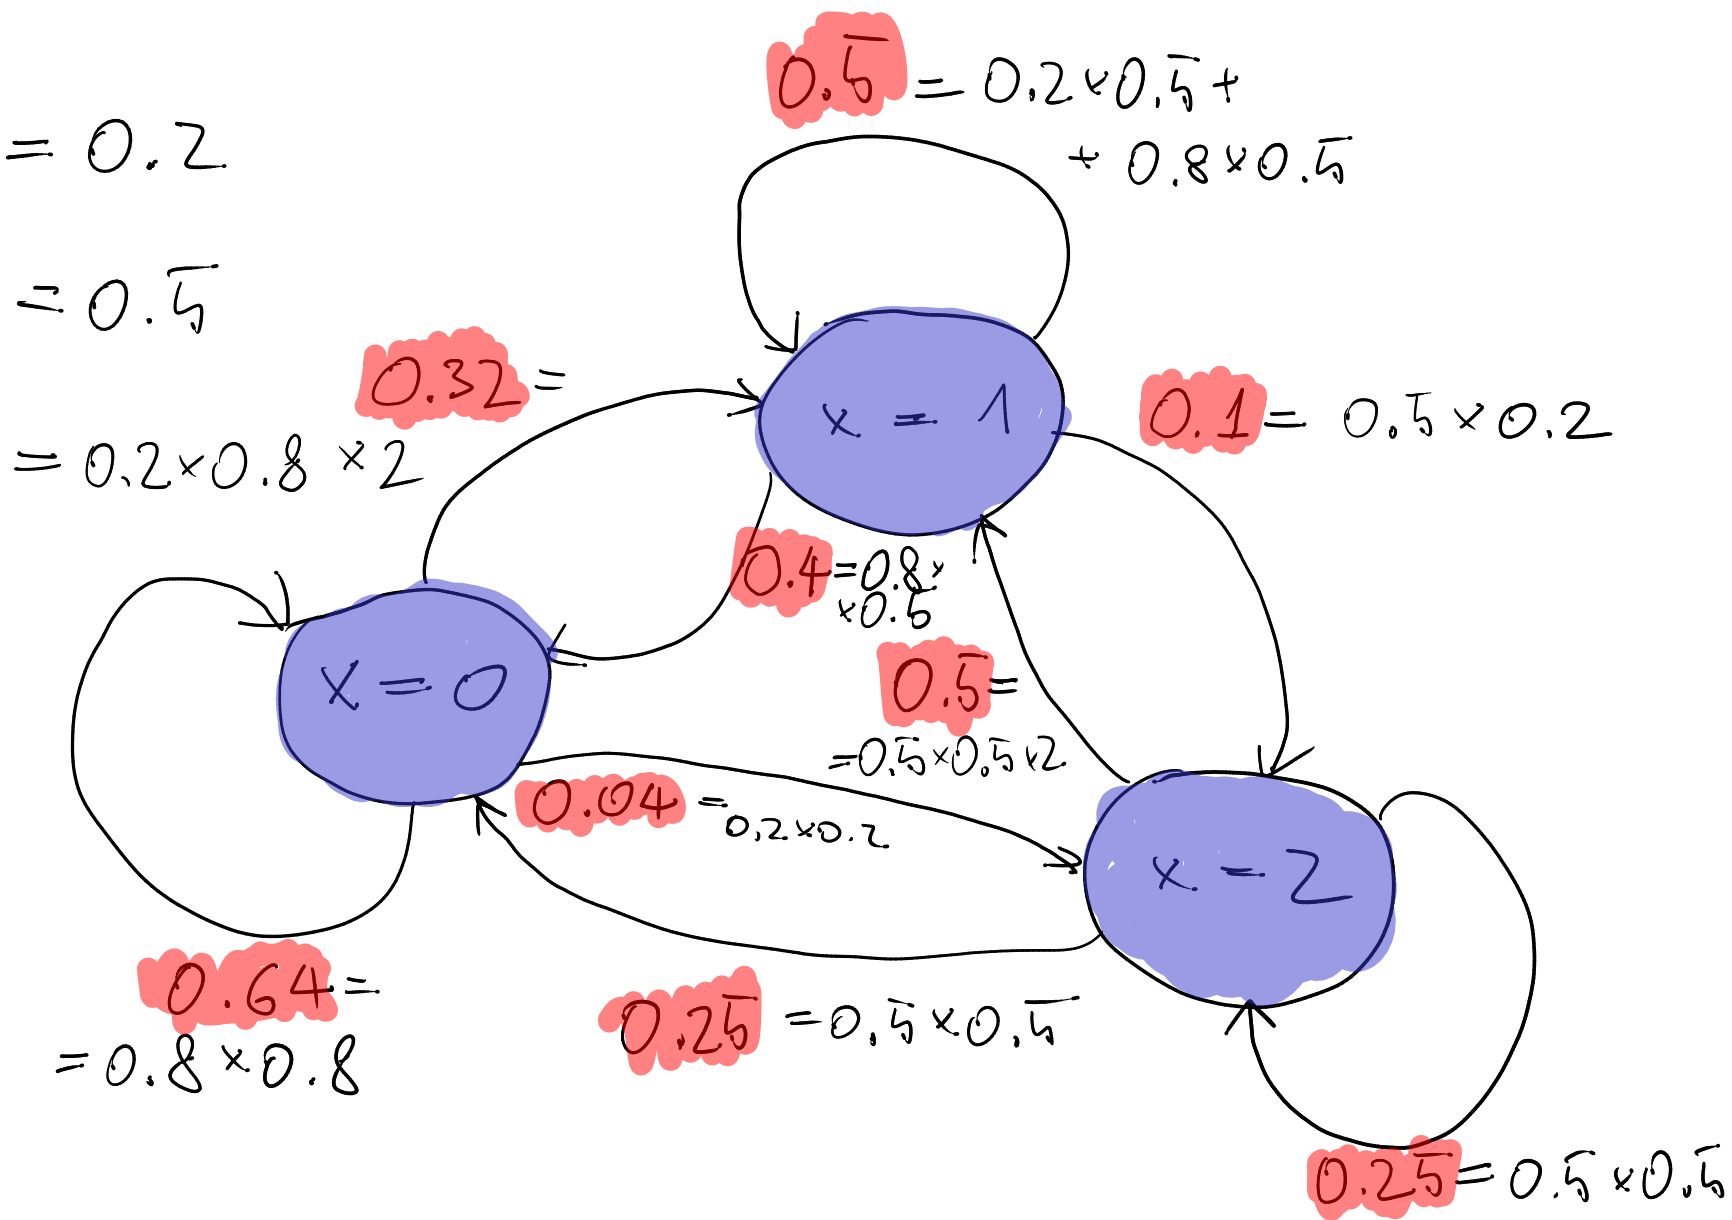 0.5 = 0.2×0.5 +
+ 0.8×0.5
= 0.2
= 0.5
0.32 =
= 0.2×0.8 ×2
x = 1
0.1 = 0.5 × 0.2
0.4 = 0.8×
×0.5
x = 0
0.5 =
= 0.5×0.5×2
0.04 =
0.2×0.2
x = 2
0.64 =
= 0.8×0.8
0.25 = 0.5×0.5
0.25 = 0.5×0.5